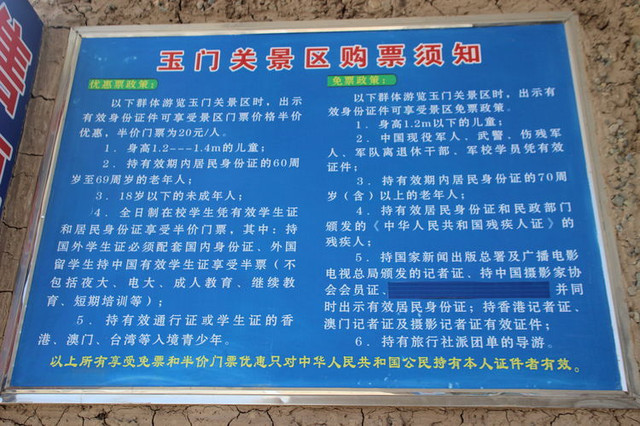 玉门关景区购票须知
优惠票政策：
以下群体游览玉门关景区时，出示
有效身份证件可享受景区门票价格半价
优惠，半价门票为20元/人。
1．身高1.2---1.4m的儿童；
2．持有效期内居民身份证的60周
岁至69周岁的老年人；
3．18岁以下的未成年人；
4．全日制在校学生凭有效学生证
和居民身份证享受半价门票，其中：持
国外学生证必须配套国内身份证、外国
留学生持中国有效学生证享受半票（不
包括夜大、电大、成人教育、继续教
育、短期培训等）；
5．持有效通行证或学生证的香
港、澳门、台湾等入境青少年。
免票政策：
以下群体游览玉门关景区时，出示有
效身份证件可享受景区免票政策。
1．身高1.2m以下的儿童；
2．中国现役军人、武警、伤残军
人、军队离退休干部、军校学员凭有效
证件；
3．持有效期内居民身份证的70周
岁（含）以上的老年人；
4．持有效居民身份证和民政部门
颁发的《中华人民共和国残疾人证》的
残疾人；
5．持国家新闻出版总署及广播电影
电视总局颁发的记者证、持中国摄影家协
会会员证、
并同
时出示有效居民身份证；持香港记者证、
澳门记者证及摄影记者证有效证件；
6．持有旅行社派团单的导游。
以上所有享受免票和半价门票优惠只对中华人民共和国公民持有本人证件者有效。